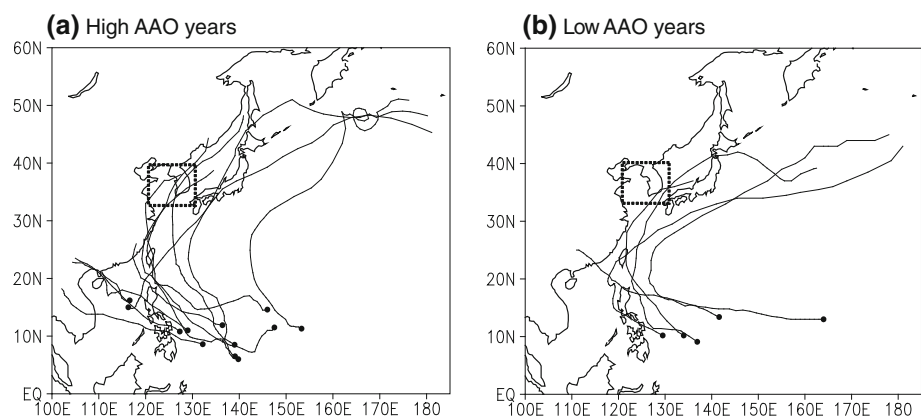 (a) High AAO years
(b) Low AAO years
60N
50N
40N
30N
20N
10N
EQ
100E 110E 120E 130E 140E 150E 160E 170E 180
60N
50N
40N
30N
20N
10N
EQ
100E 110E 120E 130E 140E 150E 160E 170E 180